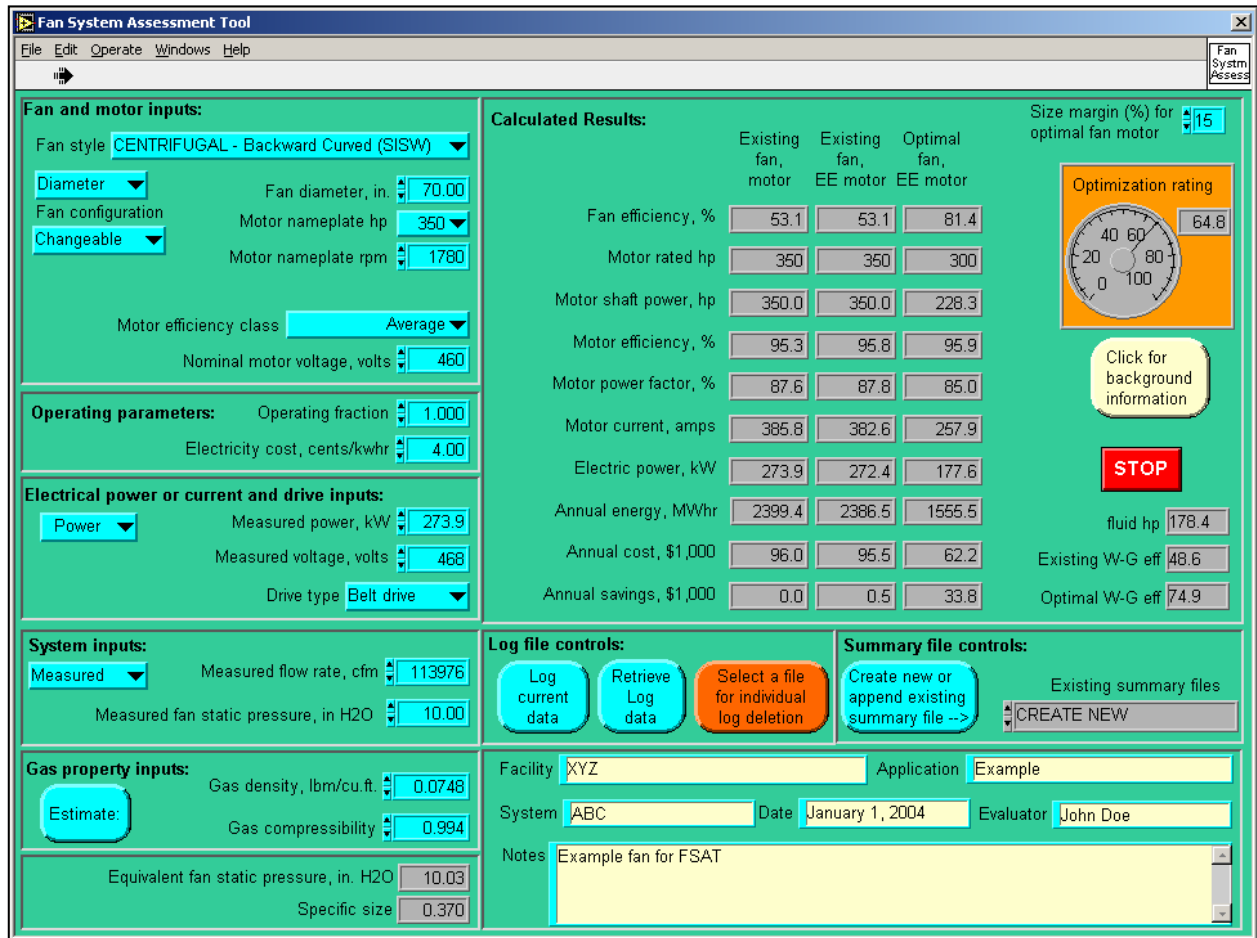 Fan System Assessment Tool
File Edit Operate Windows Help
Fan
Systm
Assess
Fan and motor inputs:
Fan style CENTRIFUGAL - Backward Curved (SISW)
Diameter
Fan diameter, in. 70.00
Fan configuration
Motor nameplate hp 350
Changeable
Motor nameplate rpm 1780
Motor efficiency class Average
Nominal motor voltage, volts 460
Operating parameters: Operating fraction 1.000
Electricity cost, cents/kwhr 4.00
Electrical power or current and drive inputs:
Power Measured power, kW 273.9
Measured voltage, volts 468
Drive type Belt drive
System inputs:
Measured Measured flow rate, cfm 113976
Measured fan static pressure, in H2O 10.00
Gas property inputs:
Gas density, lbm/cu.ft. 0.0748
Estimate:
Gas compressibility 0.994
Equivalent fan static pressure, in. H2O 10.03
Specific size 0.370
Calculated Results:
Existing Existing Optimal
fan, fan, fan,
motor EE motor EE motor
Fan efficiency, % 53.1 53.1 81.4
Motor rated hp 350 350 300
Motor shaft power, hp 350.0 350.0 228.3
Motor efficiency, % 95.3 95.8 95.9
Motor power factor, % 87.6 87.8 85.0
Motor current, amps 385.8 382.6 257.9
Electric power, kW 273.9 272.4 177.6
Annual energy, MWhr 2399.4 2386.5 1555.5
Annual cost, $1,000 96.0 95.5 62.2
Annual savings, $1,000 0.0 0.5 33.8
Size margin (%) for
optimal fan motor 15
Optimization rating
64.8
40 60
20 80
0 100
Click for
background
information
STOP
fluid hp 178.4
Existing W-G eff 48.6
Optimal W-G eff 74.9
Log file controls:
Log
current
data
Retrieve
Log
data
Select a file
for individual
log deletion
Summary file controls:
Create new or
append existing
summary file -->
Existing summary files
CREATE NEW
Facility XYZ Application Example
System ABC Date January 1, 2004 Evaluator John Doe
Notes Example fan for FSAT